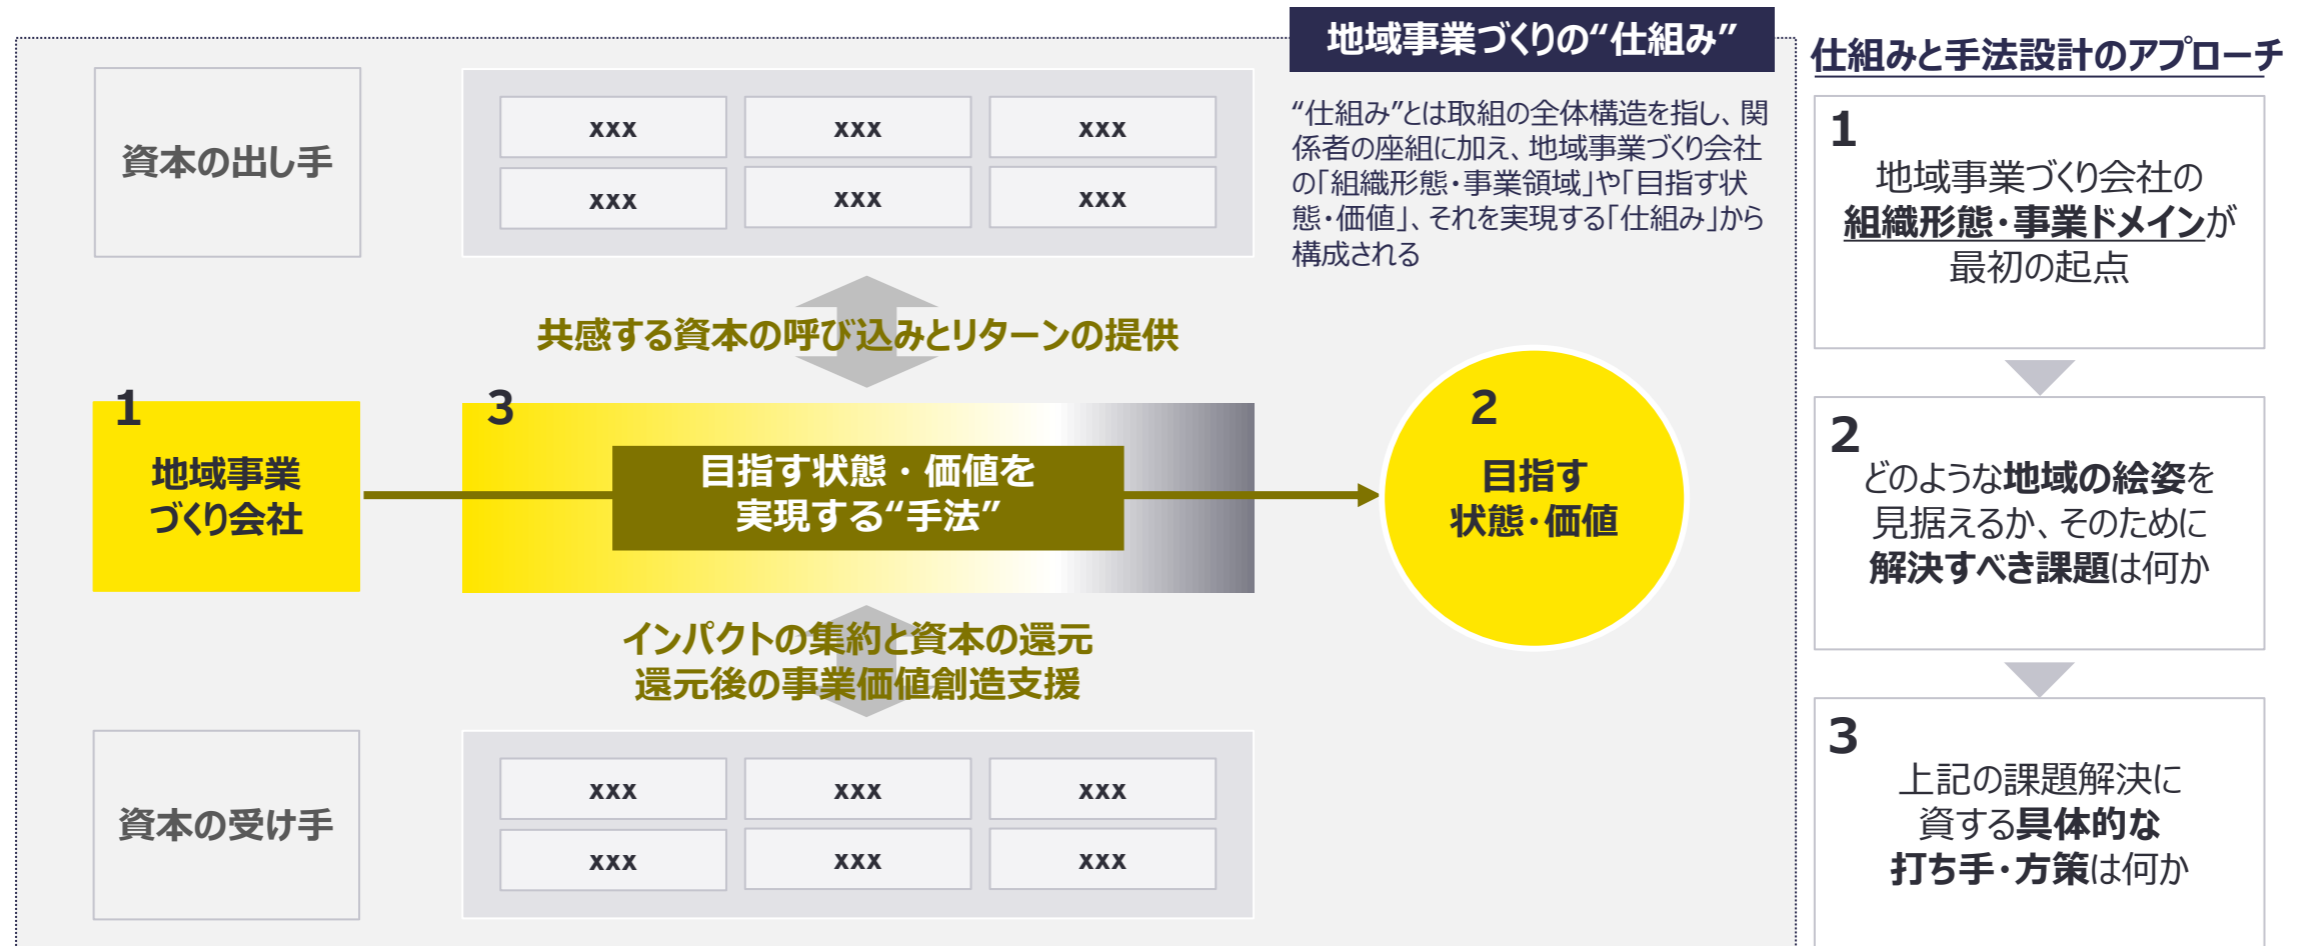 地域事業づくりの“仕組み”
“仕組み”とは取組の全体構造を指し、関
係者の座組に加え、地域事業づくり会社
の「組織形態・事業領域」や「目指す状
態・価値」、それを実現する「仕組み」から
構成される
資本の出し手
xxx
xxx
xxx
xxx
xxx
xxx
共感する資本の呼び込みとリターンの提供
1
地域事業
づくり会社
3
目指す状態・価値を
実現する“手法”
2
目指す
状態・価値
インパクトの集約と資本の還元
還元後の事業価値創造支援
資本の受け手
xxx
xxx
xxx
xxx
xxx
xxx
仕組みと手法設計のアプローチ
1
地域事業づくり会社の
組織形態・事業ドメインが
最初の起点
2
どのような地域の絵姿を
見据えるか、そのために
解決すべき課題は何か
3
上記の課題解決に
資する具体的な
打ち手・方策は何か